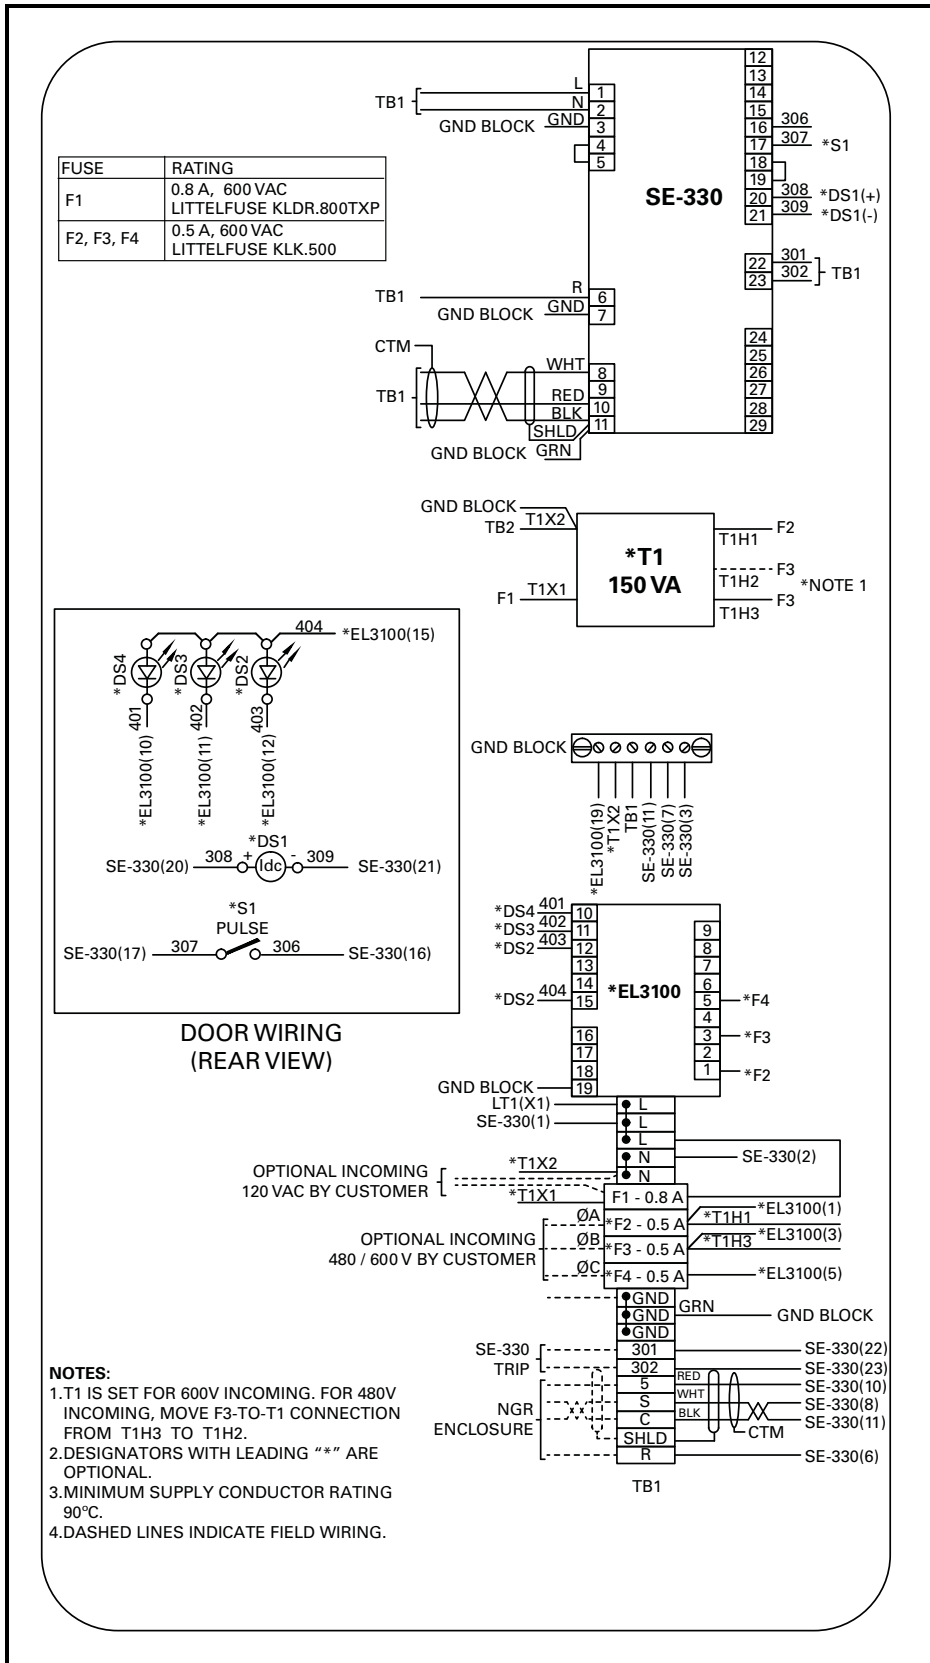 FUSE RATING
F1 0.8 A, 600 VAC
LITTELFUSE KLDR.800TXP
F2, F3, F4 0.5 A, 600 VAC
LITTELFUSE KLK.500
SE-330
TB1
L 1
N 2
GND BLOCK GND 3
4
5
TB1 R 6
GND BLOCK GND 7
CTM
TB1
WHT 8
9
RED 10
BLK 11
SHLD
GND BLOCK GRN
12
13
14
15
16 306
17 307 *S1
18
19
20 308 *DS1(+)
21 309 *DS1(-)
22 301
23 302 TB1
24
25
26
27
28
29
GND BLOCK
TB2 T1X2
F1 T1X1
*T1
150 VA
T1H1 F2
T1H2 F3
T1H3 F3
*NOTE 1
404 *EL3100(15)
*DS4 *DS3 *DS2
401 402 403
*EL3100(10) *EL3100(11) *EL3100(12)
*DS1
SE-330(20) 308 + Idc - 309 SE-330(21)
*S1
PULSE
SE-330(17) 307 306 SE-330(16)
DOOR WIRING
(REAR VIEW)
GND BLOCK
*EL3100(19) *T1X2 TB1 SE-330(11) SE-330(7) SE-330(3)
*EL3100
*DS4 401 10
*DS3 402 11
*DS2 403 12
13
14
*DS2 404 15
16
17
18
GND BLOCK 19
9
8
7
6
5 *F4
4
3 *F3
2
1 *F2
LT1(X1) L
SE-330(1) L
L
N SE-330(2)
*T1X2 N
OPTIONAL INCOMING
120 VAC BY CUSTOMER
*T1X1 F1 - 0.8 A
OPTIONAL INCOMING
480 / 600 V BY CUSTOMER
ØA *F2 - 0.5 A *T1H1 *EL3100(1)
ØB *F3 - 0.5 A *T1H3 *EL3100(3)
ØC *F4 - 0.5 A *EL3100(5)
GND
GND GRN GND BLOCK
GND
SE-330
TRIP
301 SE-330(22)
302 SE-330(23)
NGR
ENCLOSURE
5 RED SE-330(10)
S WHT SE-330(8)
C BLK SE-330(11)
SHLD CTM
R SE-330(6)
TB1
NOTES:
1.T1 IS SET FOR 600V INCOMING. FOR 480V
INCOMING, MOVE F3-TO-T1 CONNECTION
FROM T1H3 TO T1H2.
2.DESIGNATORS WITH LEADING “*” ARE
OPTIONAL.
3.MINIMUM SUPPLY CONDUCTOR RATING
90°C.
4.DASHED LINES INDICATE FIELD WIRING.